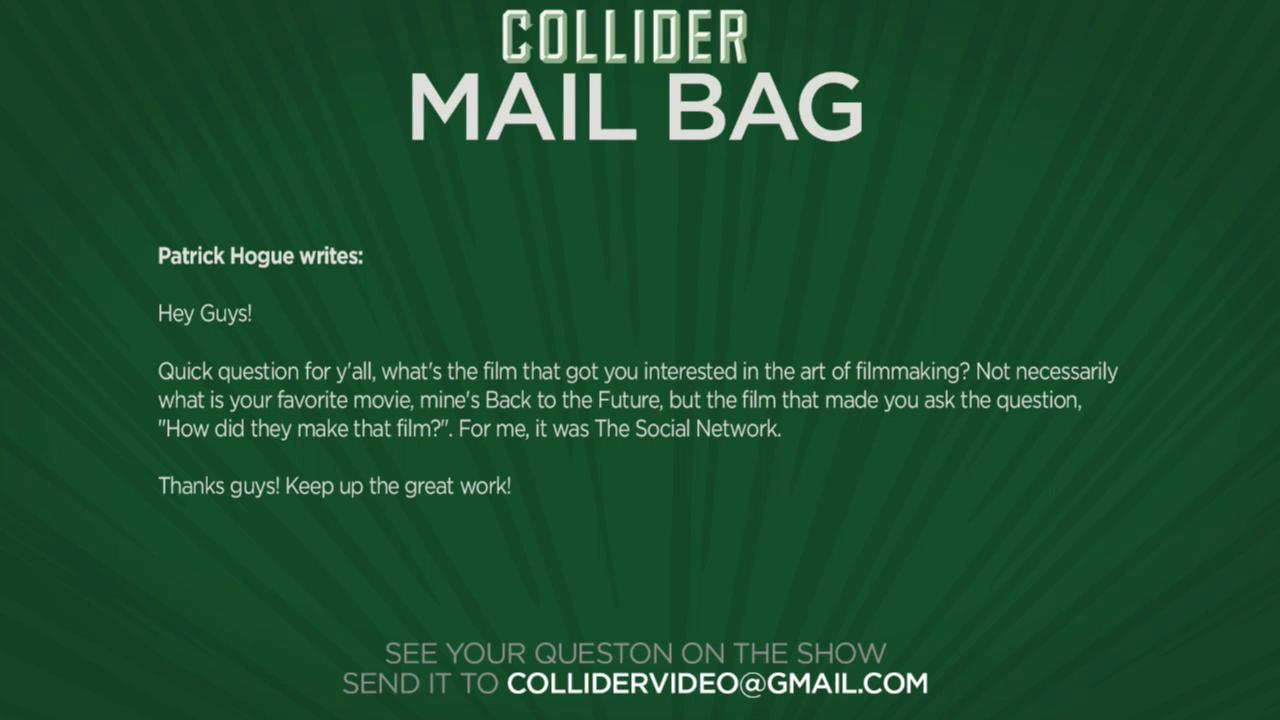 COLLIDER
MAIL BAG
Patrick Hogue writes:
Hey Guys!
Quick question for y'all, what's the film that got you interested in the art of filmmaking? Not necessarily
what is your favorite movie, mine's Back to the Future, but the film that made you ask the question,
"How did they make that film?". For me, it was The Social Network.
Thanks guys! Keep up the great work!
SEE YOUR QUESTON ON THE SHOW
SEND IT TO COLLIDERVIDEO@GMAIL.COM